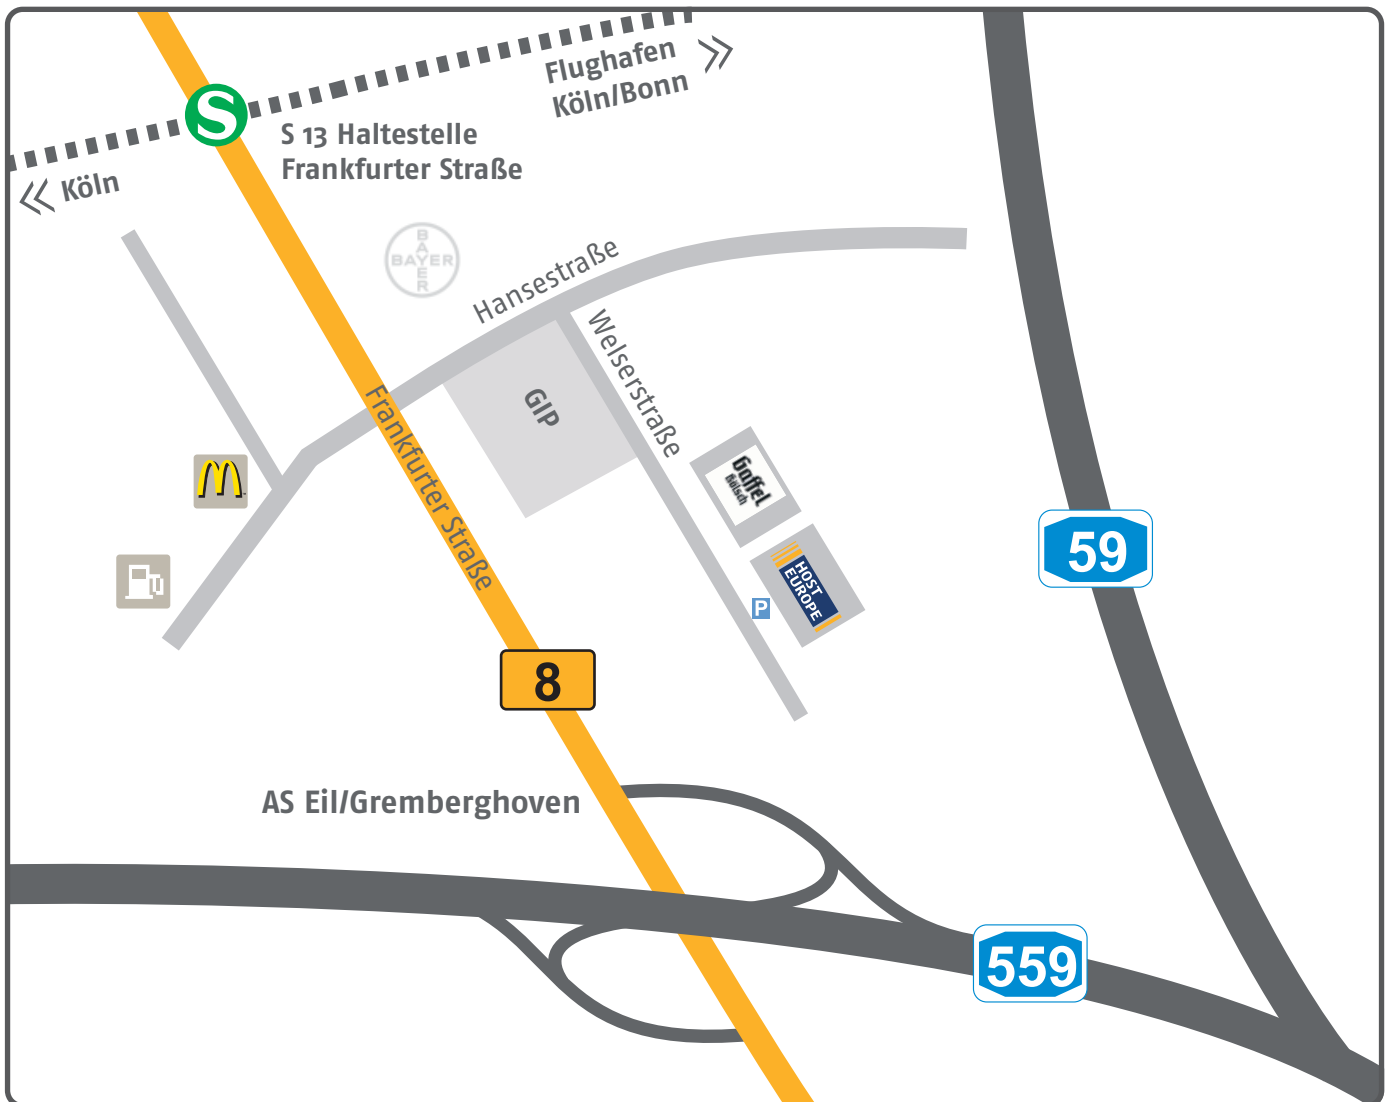 Flughafen
Köln/Bonn
S
S 13 Haltestelle
Frankfurter Straße
Köln
BAYER
BAYER
Hansestraße
Welserstraße
GIP
Frankfurter Straße
Gaffel
Kölsch
HOST
EUROPE
P
59
8
AS Eil/Gremberghoven
559